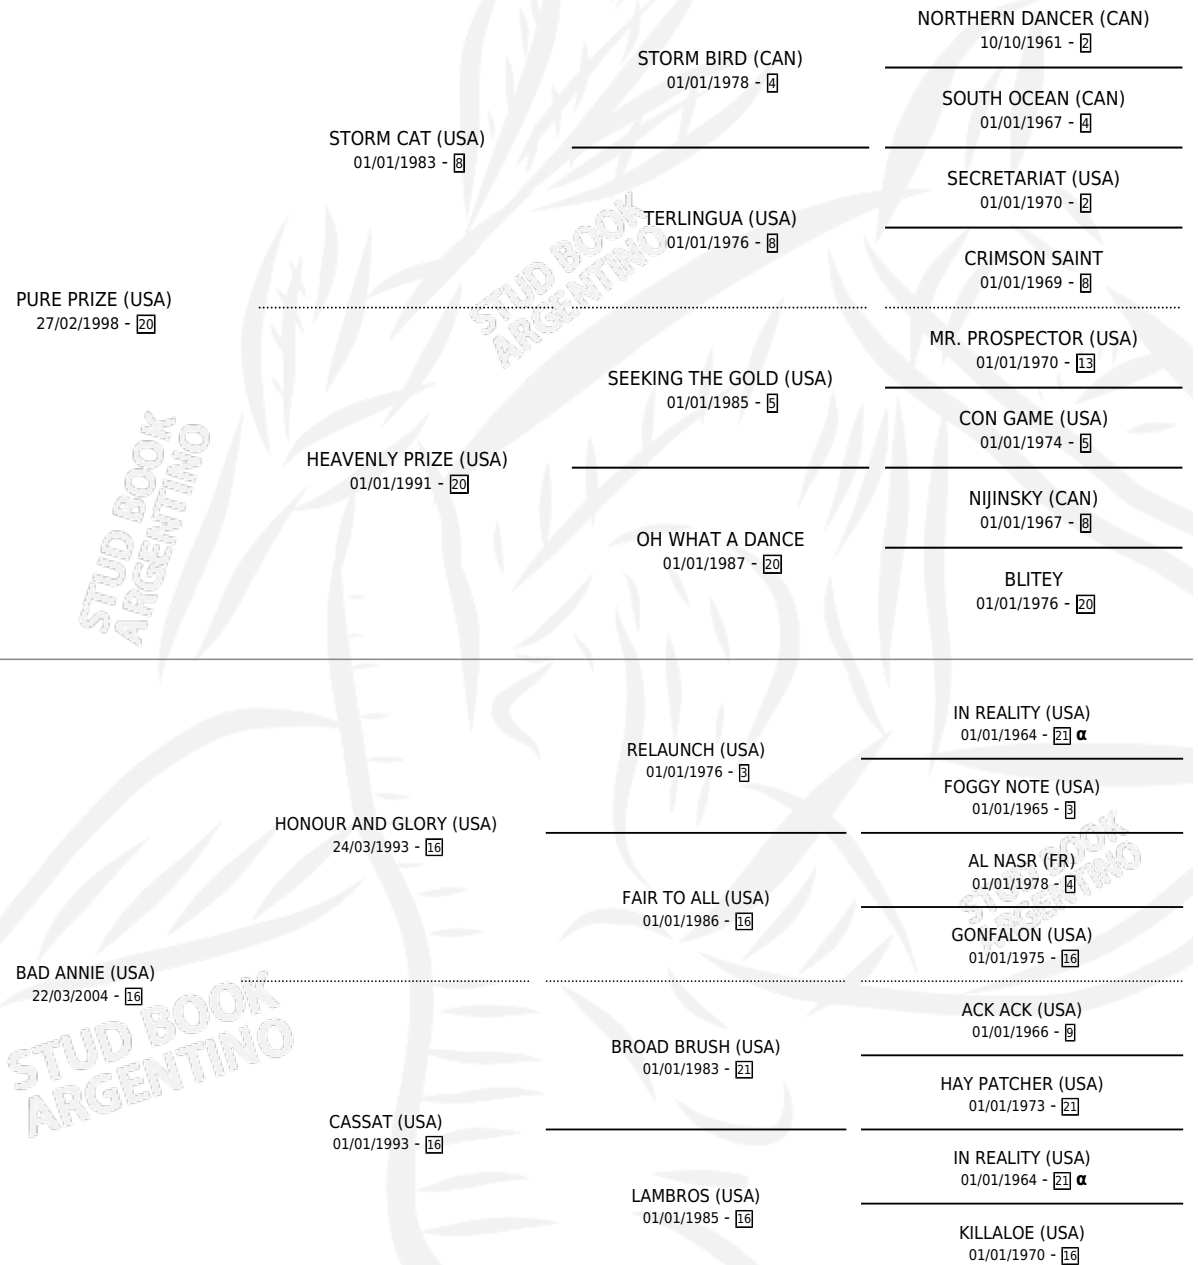 NORTHERN DANCER (CAN)
10/10/1961 - 2
STORM BIRD (CAN)
01/01/1978 - 4
SOUTH OCEAN (CAN)
01/01/1967 - 4
STORM CAT (USA)
01/01/1983 - 8
SECRETARIAT (USA)
01/01/1970 - 2
TERLINGUA (USA)
01/01/1976 - 8
CRIMSON SAINT
01/01/1969 - 8
PURE PRIZE (USA)
27/02/1998 - 20
MR. PROSPECTOR (USA)
01/01/1970 - 13
SEEKING THE GOLD (USA)
01/01/1985 - 5
CON GAME (USA)
01/01/1974 - 5
HEAVENLY PRIZE (USA)
01/01/1991 - 20
NIJINSKY (CAN)
01/01/1967 - 8
OH WHAT A DANCE
01/01/1987 - 20
BLITEY
01/01/1976 - 20
IN REALITY (USA)
01/01/1964 - 21 α
RELAUNCH (USA)
01/01/1976 - 3
FOGGY NOTE (USA)
01/01/1965 - 3
HONOUR AND GLORY (USA)
24/03/1993 - 16
AL NASR (FR)
01/01/1978 - 4
FAIR TO ALL (USA)
01/01/1986 - 16
GONFALON (USA)
01/01/1975 - 16
BAD ANNIE (USA)
22/03/2004 - 16
ACK ACK (USA)
01/01/1966 - 9
BROAD BRUSH (USA)
01/01/1983 - 21
HAY PATCHER (USA)
01/01/1973 - 21
CASSAT (USA)
01/01/1993 - 16
IN REALITY (USA)
01/01/1964 - 21 α
LAMBROS (USA)
01/01/1985 - 16
KILLALOE (USA)
01/01/1970 - 16
STUD BOOK
ARGENTINO
STUD BOOK
ARGENTINO
STUD BOOK
ARGENTINO
STUD BOOK
ARGENTINO